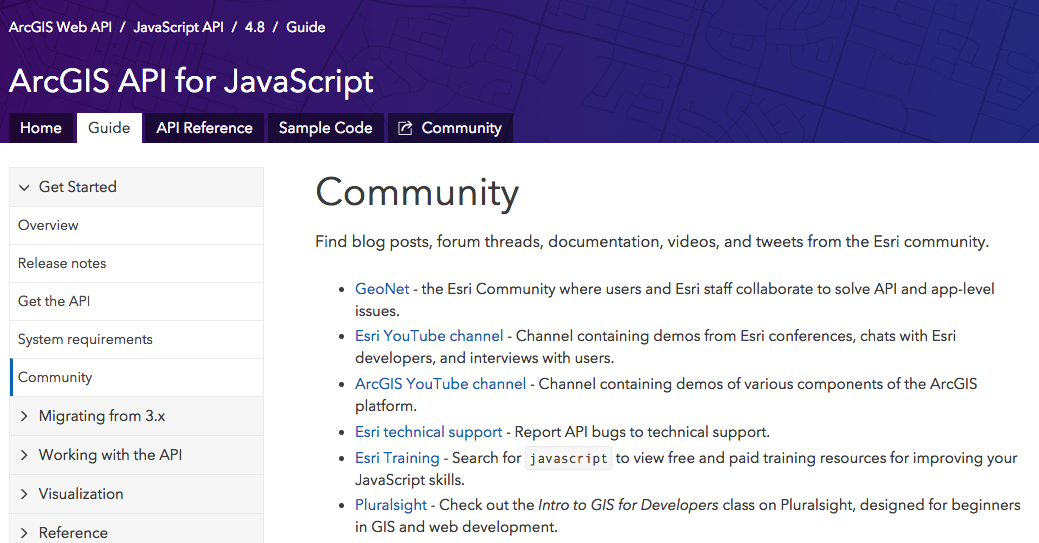 ArcGIS Web API / JavaScript API / 4.8 / Guide
ArcGIS API for JavaScript
Home Guide API Reference Sample Code Community
Get Started
Overview
Release notes
Get the API
System requirements
Community
Migrating from 3.x
Working with the API
Visualization
Reference
Community
Find blog posts, forum threads, documentation, videos, and tweets from the Esri community.
• GeoNet - the Esri Community where users and Esri staff collaborate to solve API and app-level
issues.
• Esri YouTube channel - Channel containing demos from Esri conferences, chats with Esri
developers, and interviews with users.
• ArcGIS YouTube channel - Channel containing demos of various components of the ArcGIS
platform.
• Esri technical support - Report API bugs to technical support.
• Esri Training - Search for javascript to view free and paid training resources for improving your
JavaScript skills.
• Pluralsight - Check out the Intro to GIS for Developers class on Pluralsight, designed for beginners
in GIS and web development.